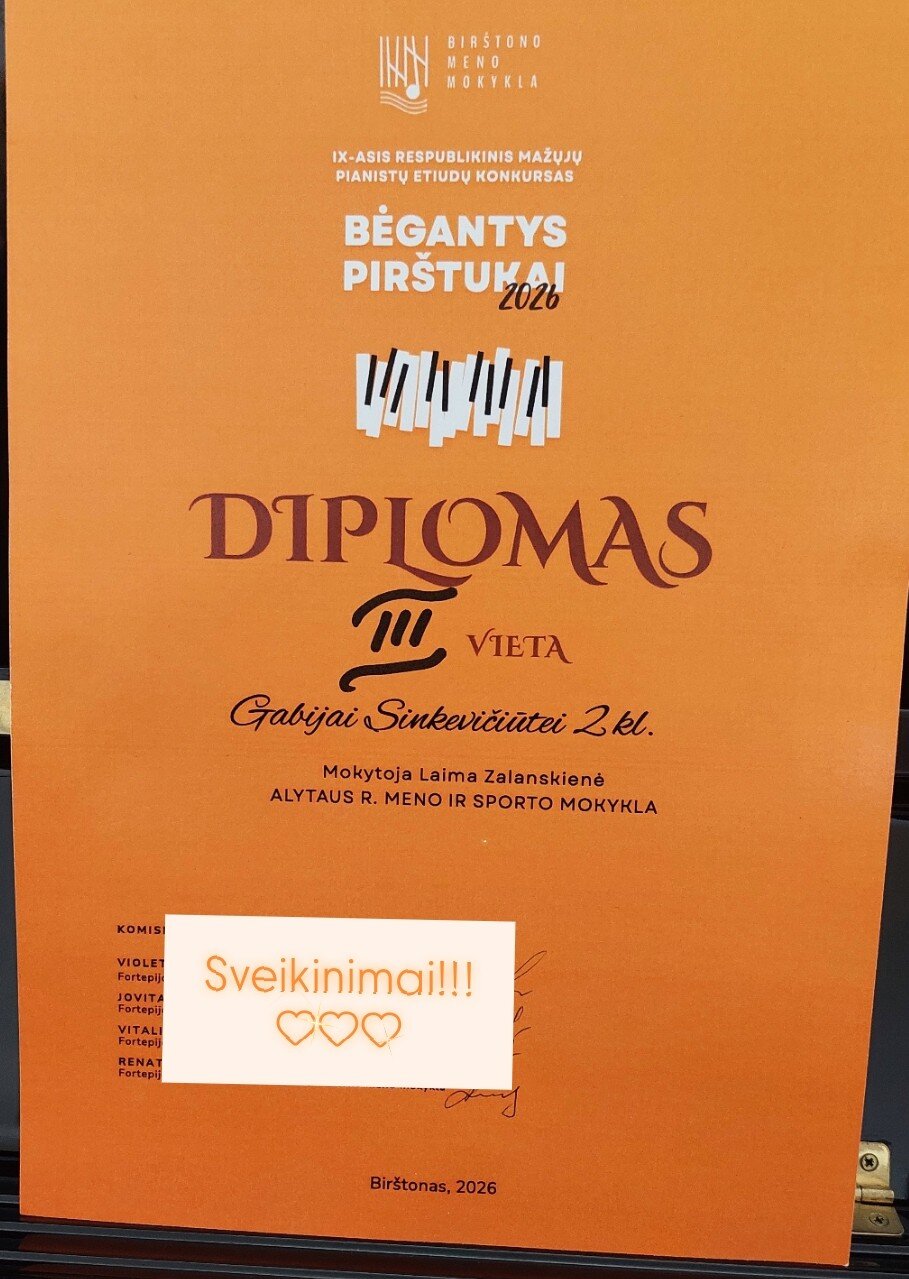 BIRŠTONO
MENO
MOKYKLA
IX-ASIS RESPUBLIKINIS MAŽŲJŲ
PIANISTŲ ETIUDŲ KONKURSAS
BĖGANTYS
PIRŠTUKAI
2026
DIPLOMAS
III VIETA
Gabijai Sinkevičiūtei 2 kl.
Mokytoja Laima Zalanskienė
ALYTAUS R. MENO IR SPORTO MOKYKLA
Sveikinimai!!!
Birštonas, 2026